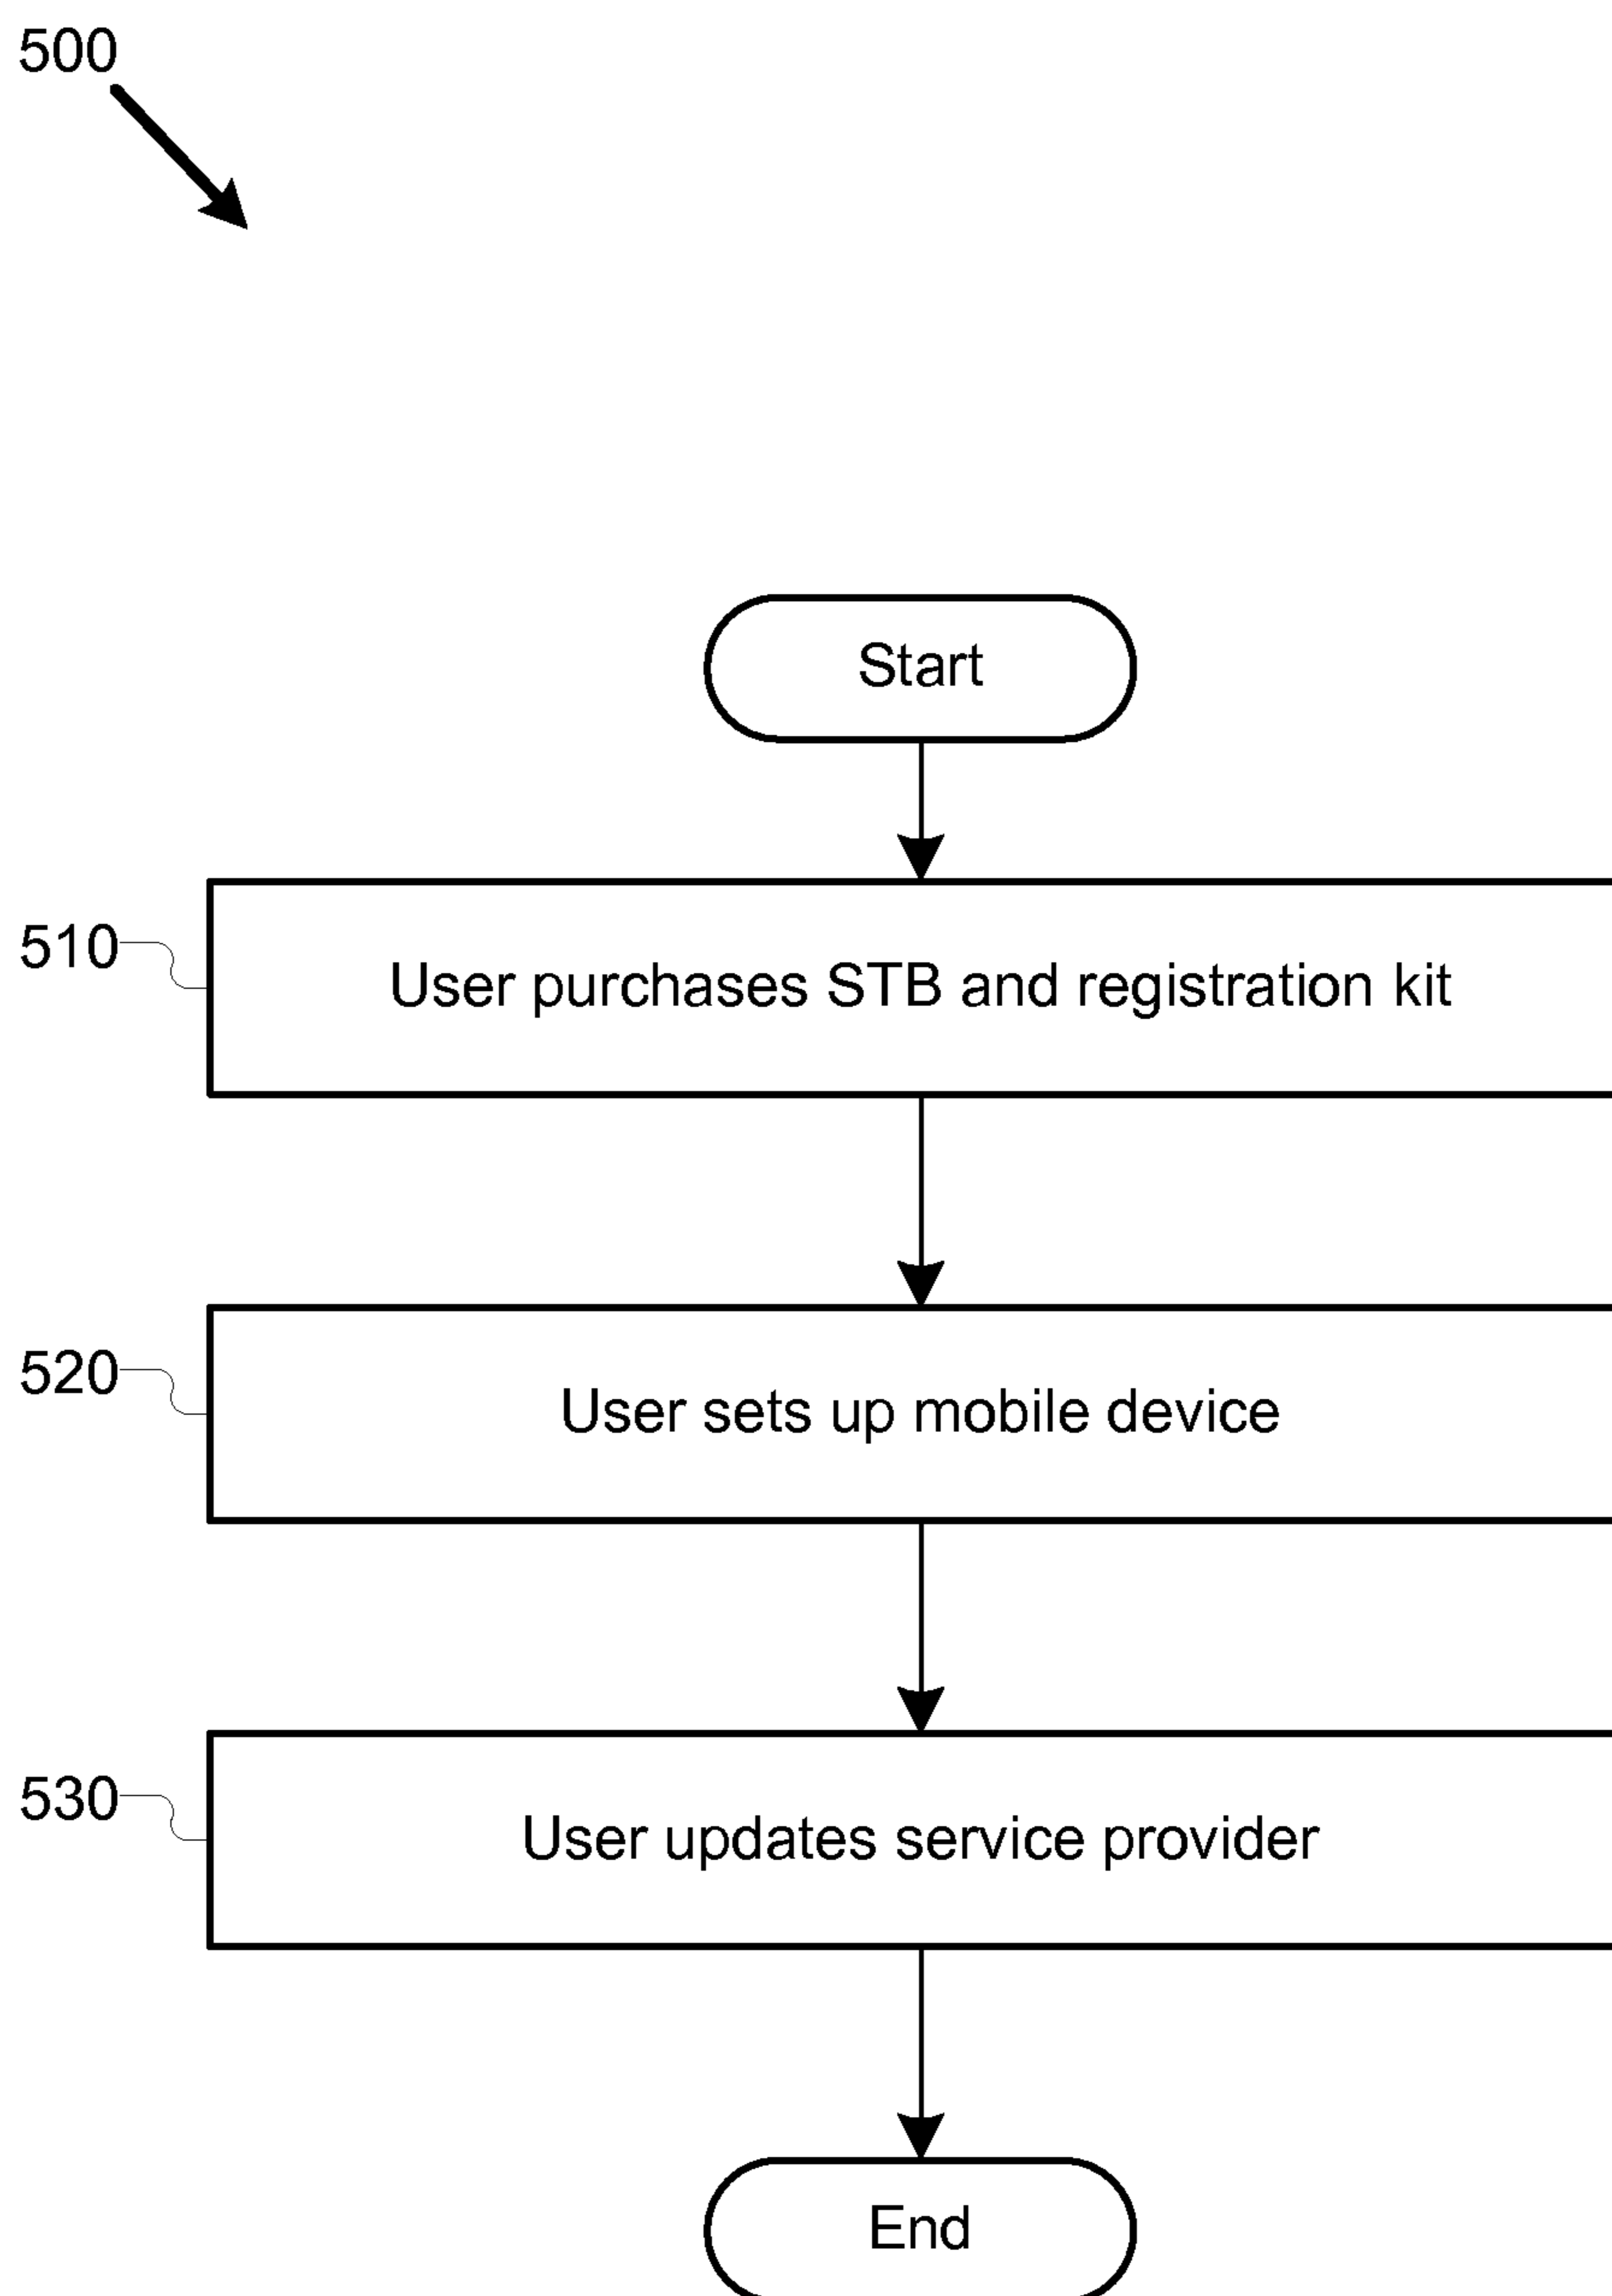 500
Start
510
User purchases STB and registration kit
520
User sets up mobile device
530
User updates service provider
End